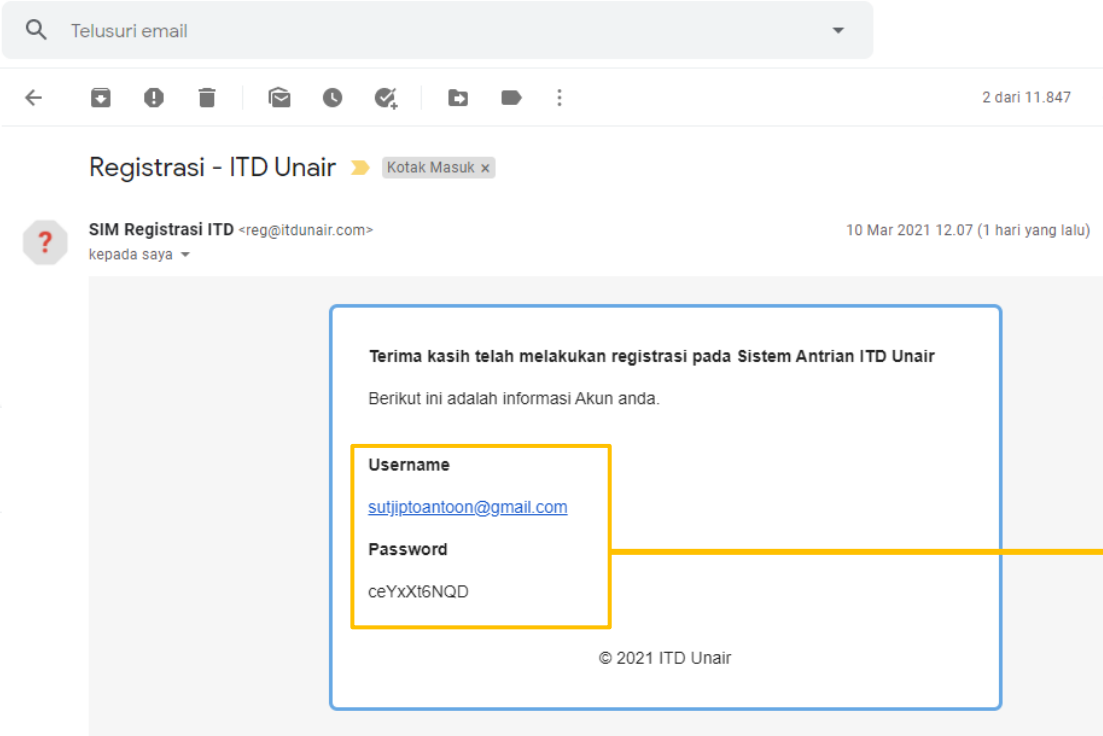 Telusuri email
2 dari 11.847
Registrasi - ITD Unair
Kotak Masuk x
SIM Registrasi ITD <reg@itdunair.com>
10 Mar 2021 12.07 (1 hari yang lalu)
kepada saya
Terima kasih telah melakukan registrasi pada Sistem Antrian ITD Unair
Berikut ini adalah informasi Akun anda.
Username
sutjiptoantoon@gmail.com
Password
ceYxXt6NQD
© 2021 ITD Unair